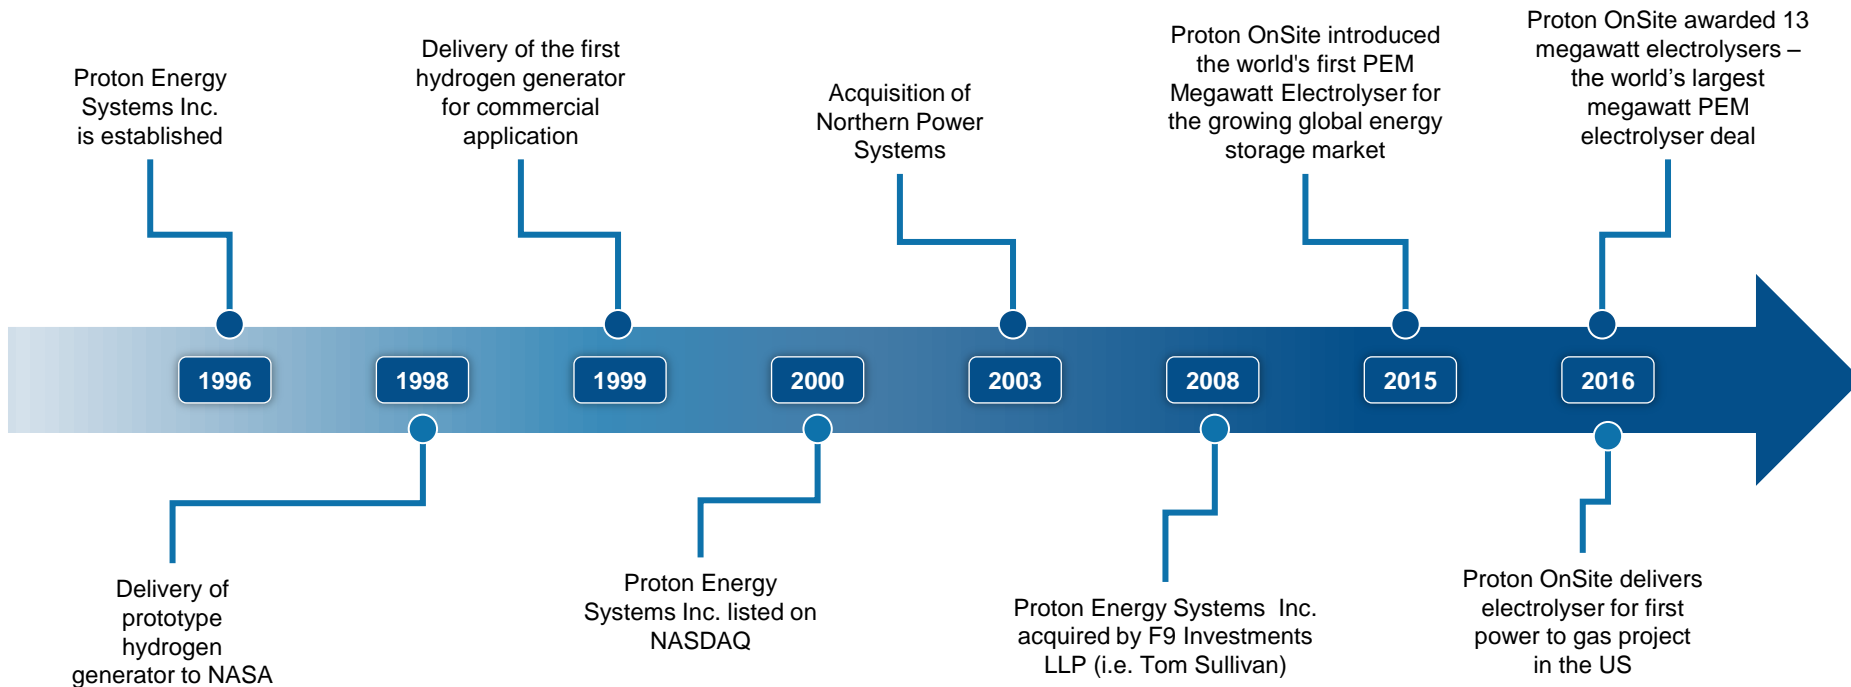 Proton Energy
Systems Inc.
is established
Delivery of the first
hydrogen generator
for commercial
application
Acquisition of
Northern Power
Systems
Proton OnSite introduced
the world's first PEM
Megawatt Electrolyser for
the growing global energy
storage market
Proton OnSite awarded 13
megawatt electrolysers –
the world’s largest
megawatt PEM
electrolyser deal
1996
1998
1999
2000
2003
2008
2015
2016
Delivery of
prototype
hydrogen
generator to NASA
Proton Energy
Systems Inc. listed on
NASDAQ
Proton Energy Systems Inc.
acquired by F9 Investments
LLP (i.e. Tom Sullivan)
Proton OnSite delivers
electrolyser for first
power to gas project
in the US